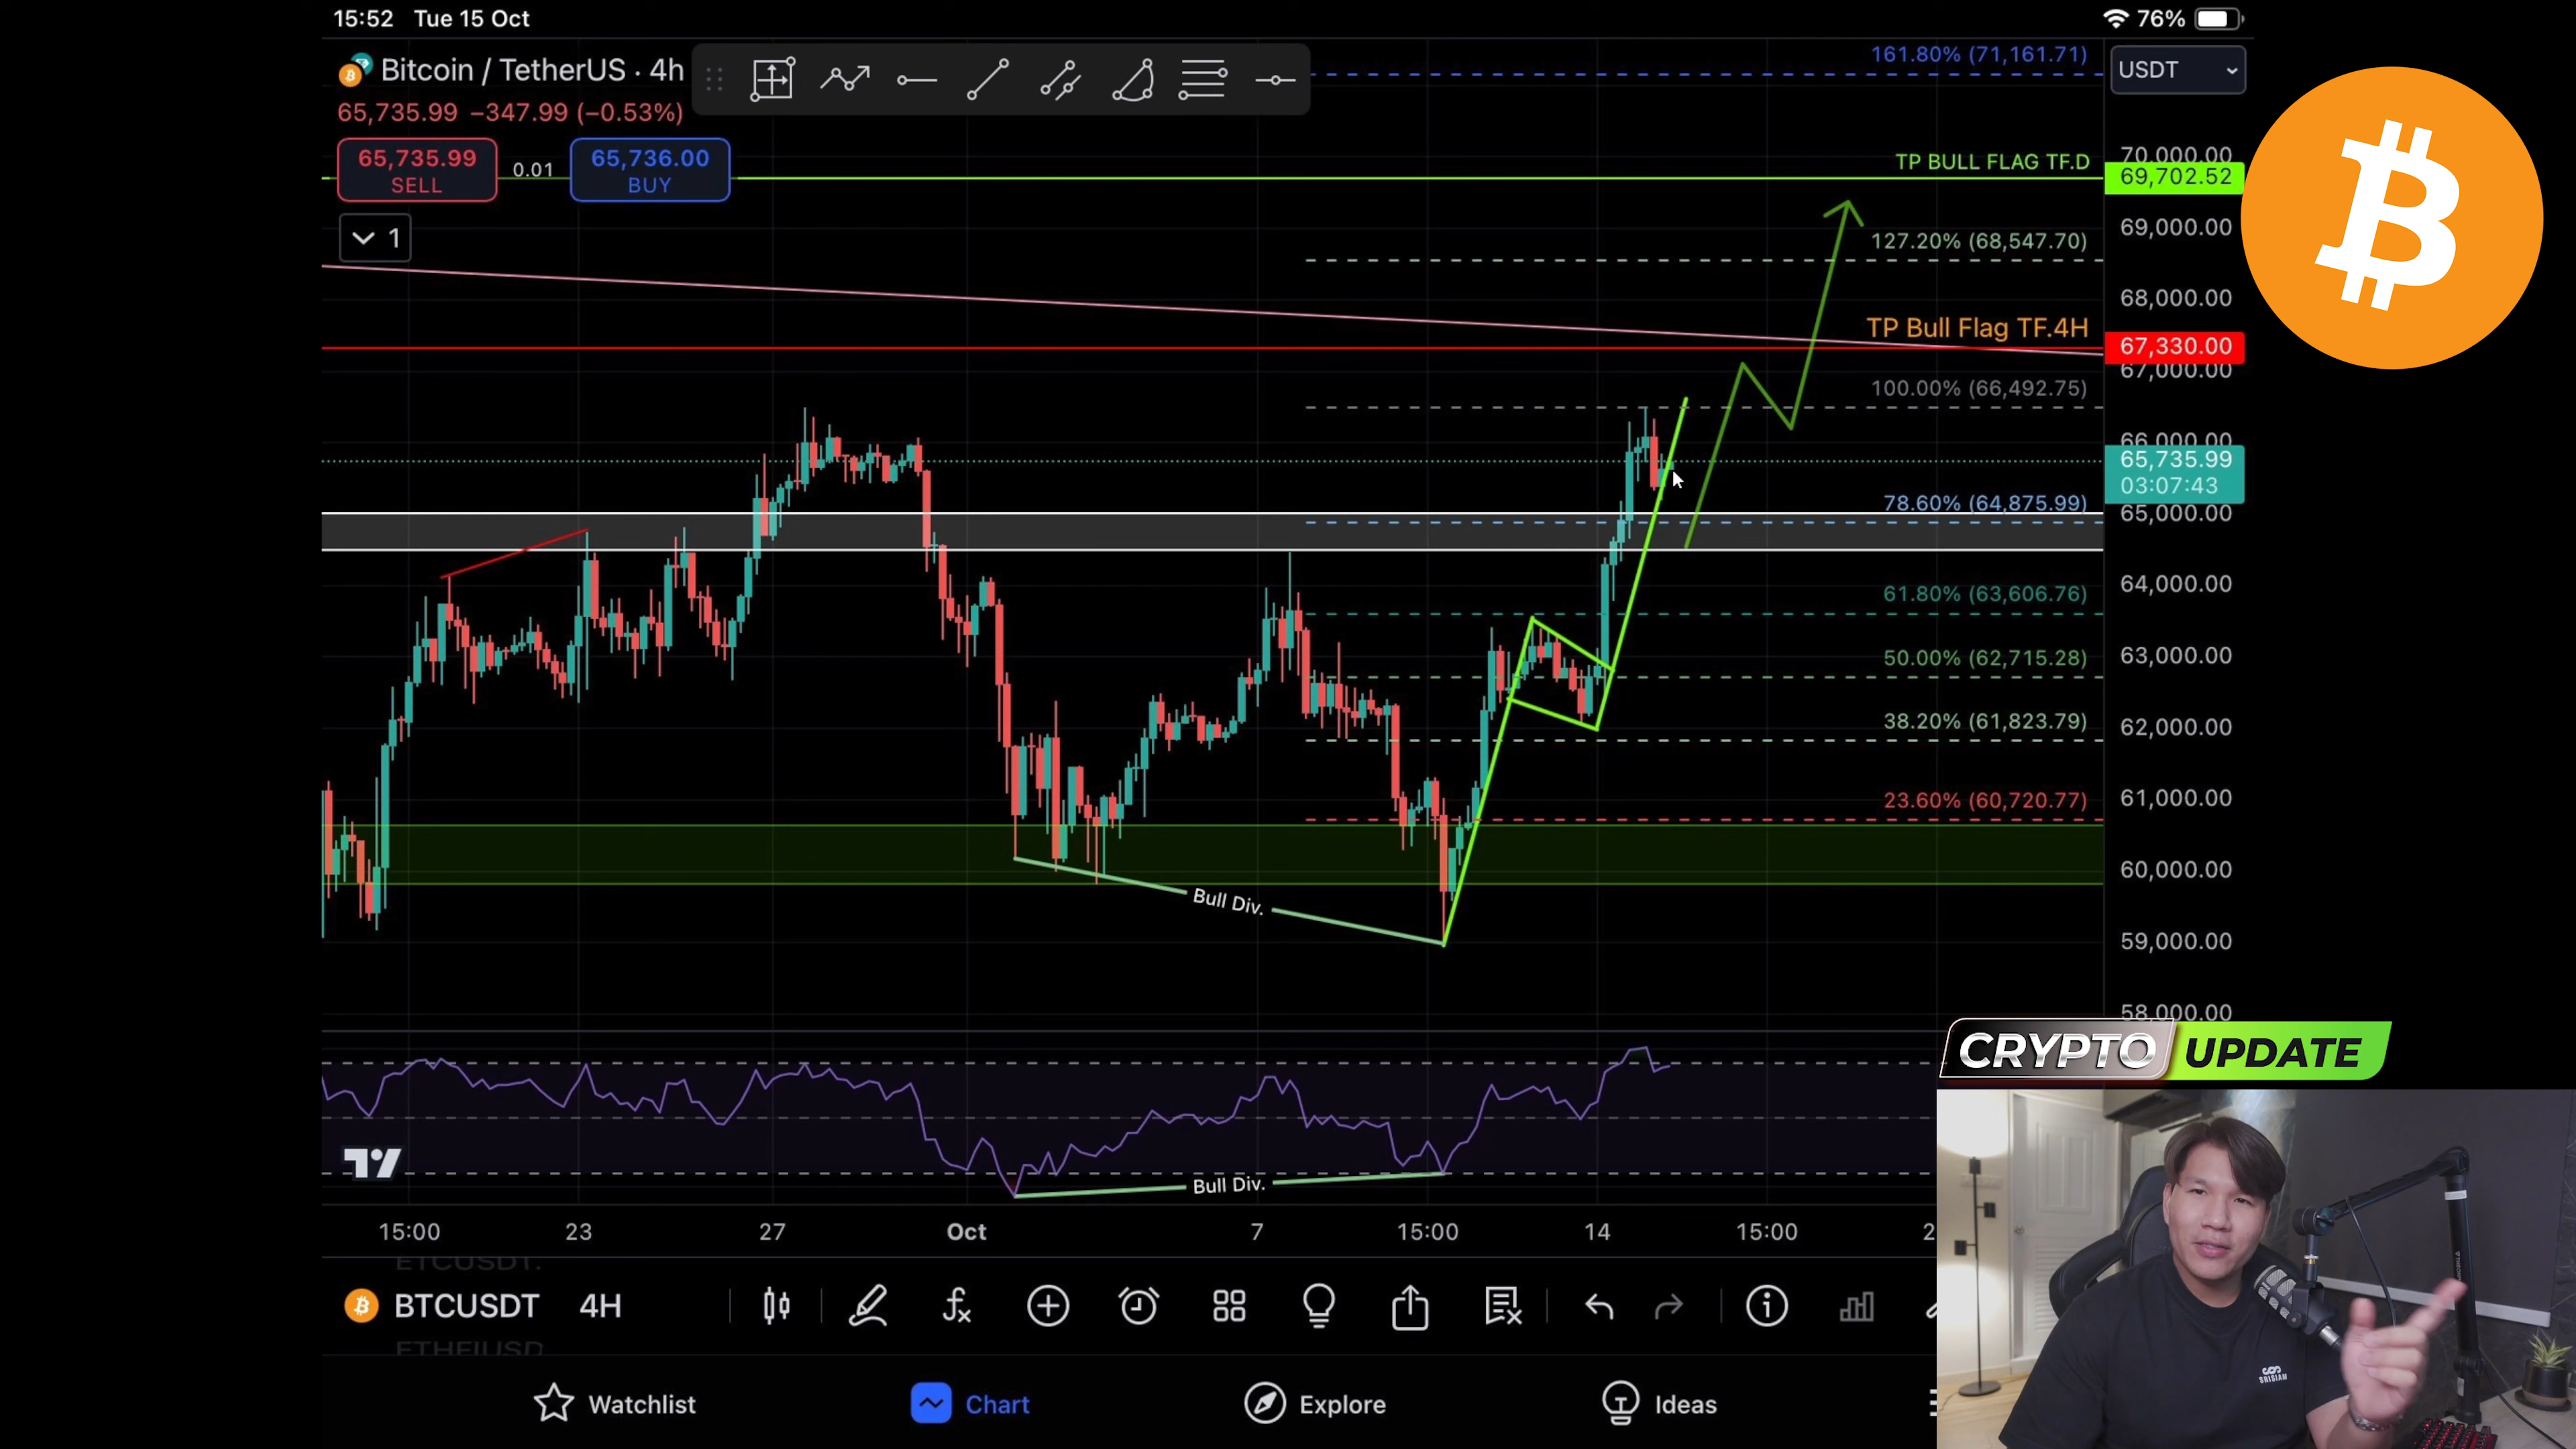 15:52 Tue 15 Oct
76%
Bitcoin / TetherUS · 4h
65,735.99 −347.99 (−0.53%)
65,735.99
SELL
0.01
65,736.00
BUY
1
USDT
161.80% (71,161.71)
70,000.00
TP BULL FLAG TF.D
69,702.52
69,000.00
127.20% (68,547.70)
68,000.00
TP Bull Flag TF.4H
67,330.00
67,000.00
100.00% (66,492.75)
66,000.00
65,735.99
03:07:43
78.60% (64,875.99)
65,000.00
64,000.00
61.80% (63,606.76)
63,000.00
50.00% (62,715.28)
62,000.00
38.20% (61,823.79)
61,000.00
23.60% (60,720.77)
60,000.00
Bull Div.
59,000.00
58,000.00
CRYPTO UPDATE
Bull Div.
15:00 23 27 Oct 7 15:00 14 15:00 2
ETCUSDT.
BTCUSDT 4H
Watchlist Chart Explore Ideas
SRISIAM